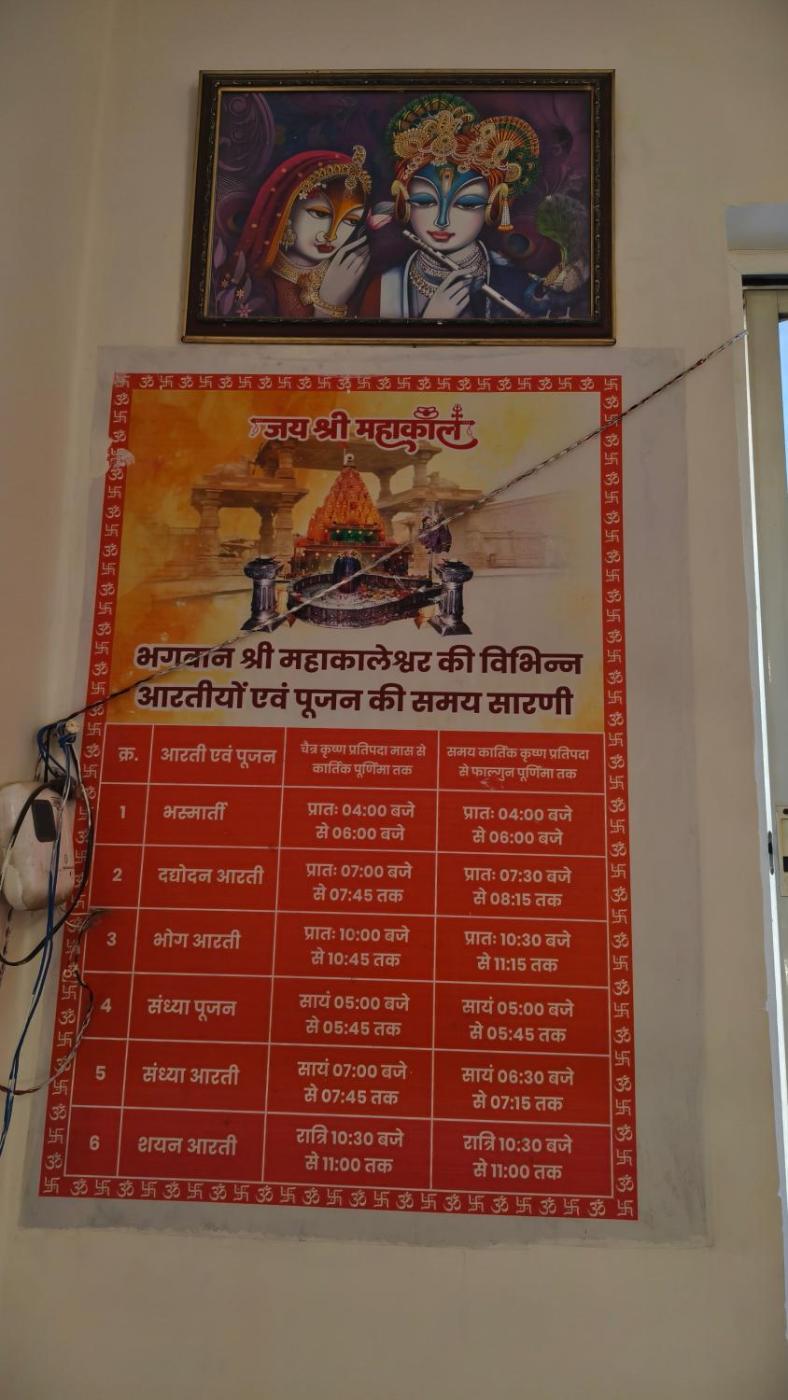 जय श्री महाकाल
भगवान श्री महाकालेश्वर की विभिन्न
आरतीयों एवं पूजन की समय सारणी
क्र. आरती एवं पूजन चैत्र कृष्ण प्रतिपदा मास से कार्तिक पूर्णिमा तक समय कार्तिक कृष्ण प्रतिपदा से फाल्गुन पूर्णिमा तक
1 भस्मार्ती प्रातः 04:00 बजे से 06:00 बजे प्रातः 04:00 बजे से 06:00 बजे
2 दद्योदन आरती प्रातः 07:00 बजे से 07:45 तक प्रातः 07:30 बजे से 08:15 तक
3 भोग आरती प्रातः 10:00 बजे से 10:45 तक प्रातः 10:30 बजे से 11:15 तक
4 संध्या पूजन सायं 05:00 बजे से 05:45 तक सायं 05:00 बजे से 05:45 तक
5 संध्या आरती सायं 07:00 बजे से 07:45 तक सायं 06:30 बजे से 07:15 तक
6 शयन आरती रात्रि 10:30 बजे से 11:00 तक रात्रि 10:30 बजे से 11:00 तक